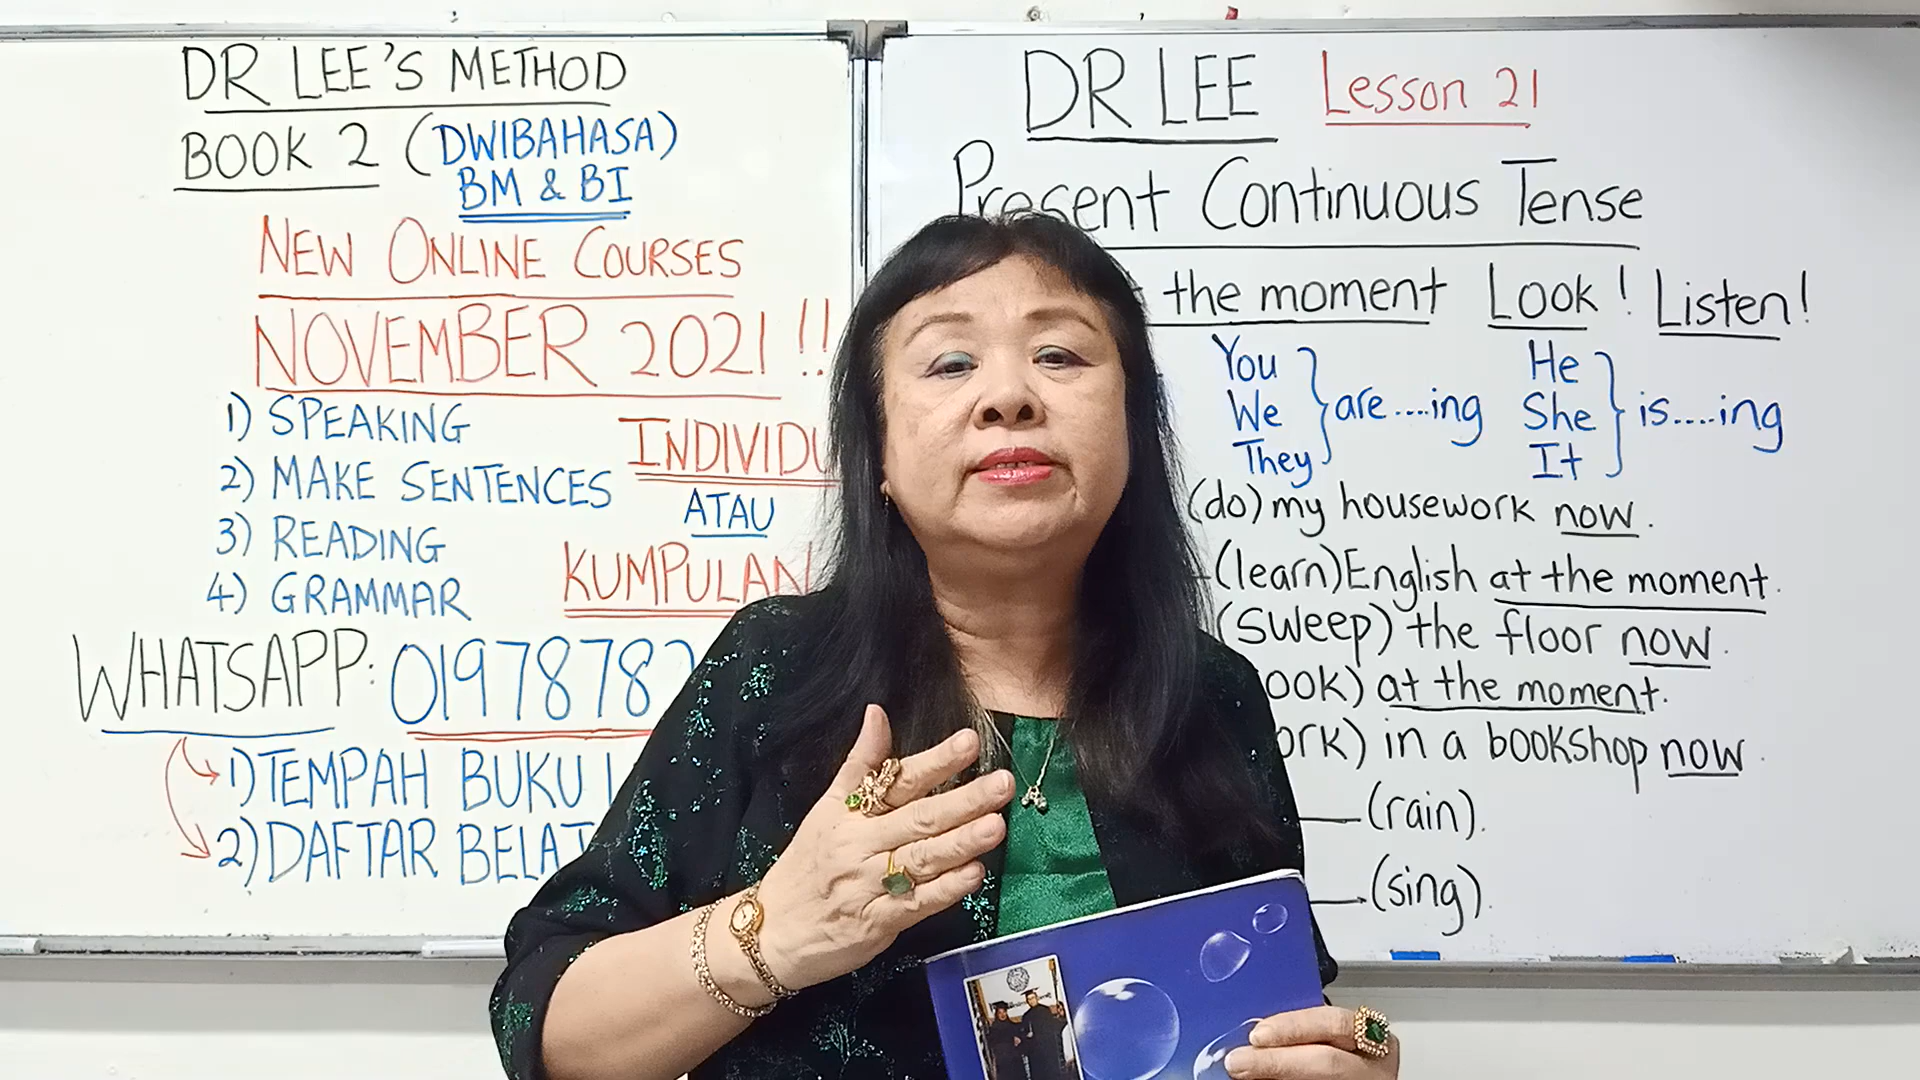 DR LEE'S METHOD
BOOK 2 (DWIBAHASA)
BM & BI
NEW ONLINE COURSES
NOVEMBER 2021 !!
1) SPEAKING
2) MAKE SENTENCES
3) READING
4) GRAMMAR
INDIVIDU
ATAU
KUMPULAN
WHATSAPP: 0197878
1) TEMPAH BUKU
2) DAFTAR
DR LEE Lesson 21
Present Continuous Tense
the moment Look! Listen!
You
We
They
are....ing
He
She
It
is....ing
(do) my housework now.
(learn) English at the moment.
(sweep) the floor now.
at the moment.
in a bookshop now.
(rain).
(sing).